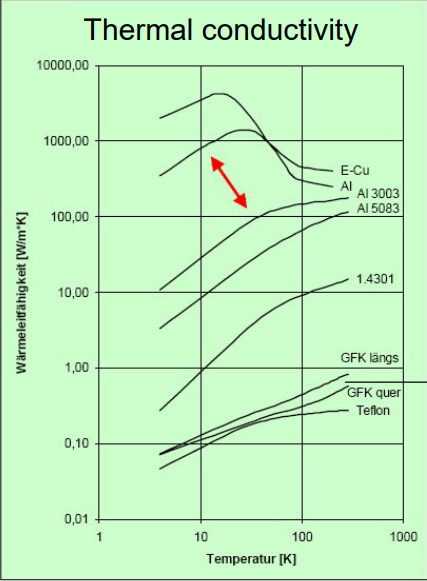 Thermal conductivity
10000,00
1000,00
100,00
10,00
1,00
0,10
0,01
Wärmeleitfähigkeit [W/m*K]
E-Cu
Al
Al 3003
Al 5083
1.4301
GFK längs
GFK quer
Teflon
1
10
100
1000
Temperatur [K]